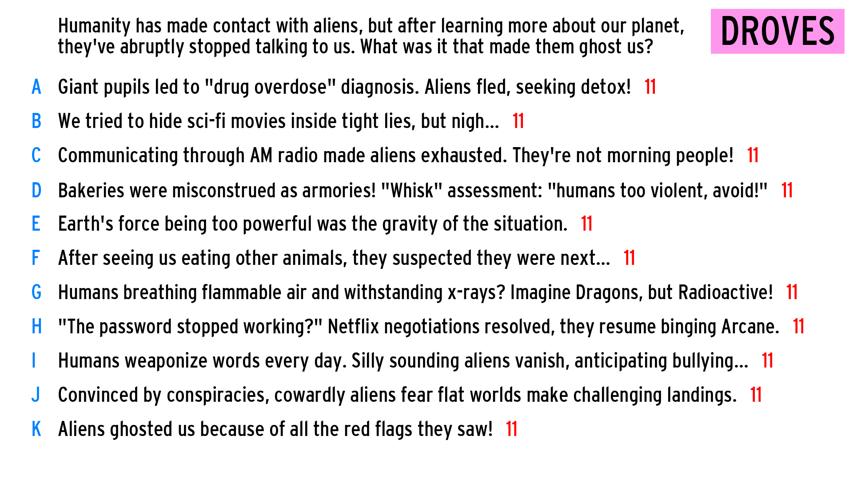 Humanity has made contact with aliens, but after learning more about our planet,
they've abruptly stopped talking to us. What was it that made them ghost us?
DROVES
A Giant pupils led to "drug overdose" diagnosis. Aliens fled, seeking detox! 11
B We tried to hide sci-fi movies inside tight lies, but nigh... 11
C Communicating through AM radio made aliens exhausted. They're not morning people! 11
D Bakeries were misconstrued as armories! "Whisk" assessment: "humans too violent, avoid!" 11
E Earth's force being too powerful was the gravity of the situation. 11
F After seeing us eating other animals, they suspected they were next... 11
G Humans breathing flammable air and withstanding x-rays? Imagine Dragons, but Radioactive! 11
H "The password stopped working?" Netflix negotiations resolved, they resume binging Arcane. 11
I Humans weaponize words every day. Silly sounding aliens vanish, anticipating bullying... 11
J Convinced by conspiracies, cowardly aliens fear flat worlds make challenging landings. 11
K Aliens ghosted us because of all the red flags they saw! 11